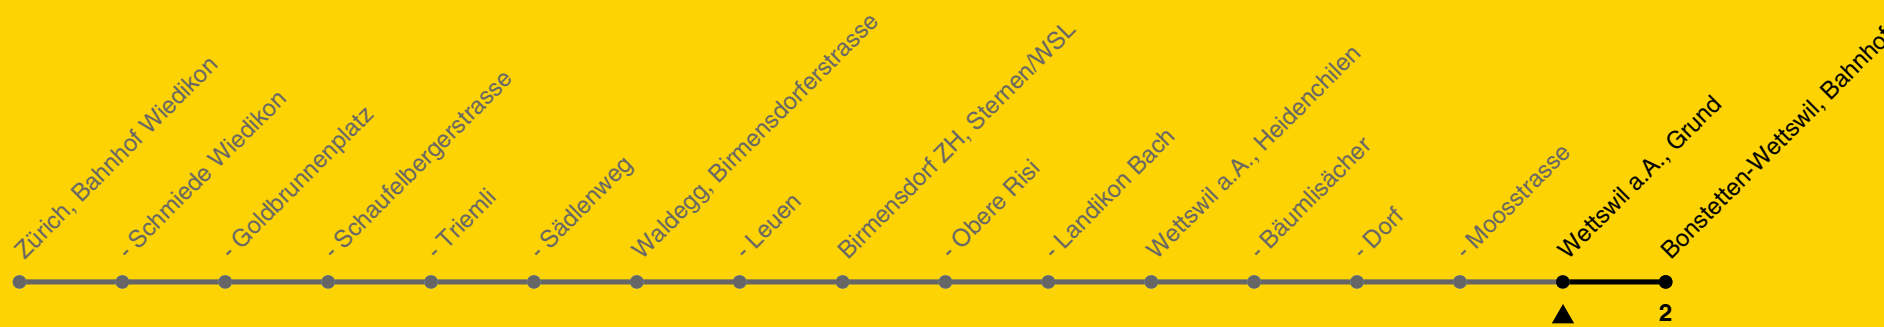 Zürich, Bahnhof Wiedikon
- Schmiede Wiedikon
- Goldbrunnenplatz
- Schaufelbergerstrasse
- Triemli
- Sädlenweg
Waldegg, Birmensdorferstrasse
- Leuen
Birmensdorf ZH, Sternen/WSL
- Obere Risi
- Landikon Bach
Wettswil a.A., Heidenchilen
- Bäumlisächer
- Dorf
- Moosstrasse
Wettswil a.A., Grund
Bonstetten-Wettswil, Bahnhof
2